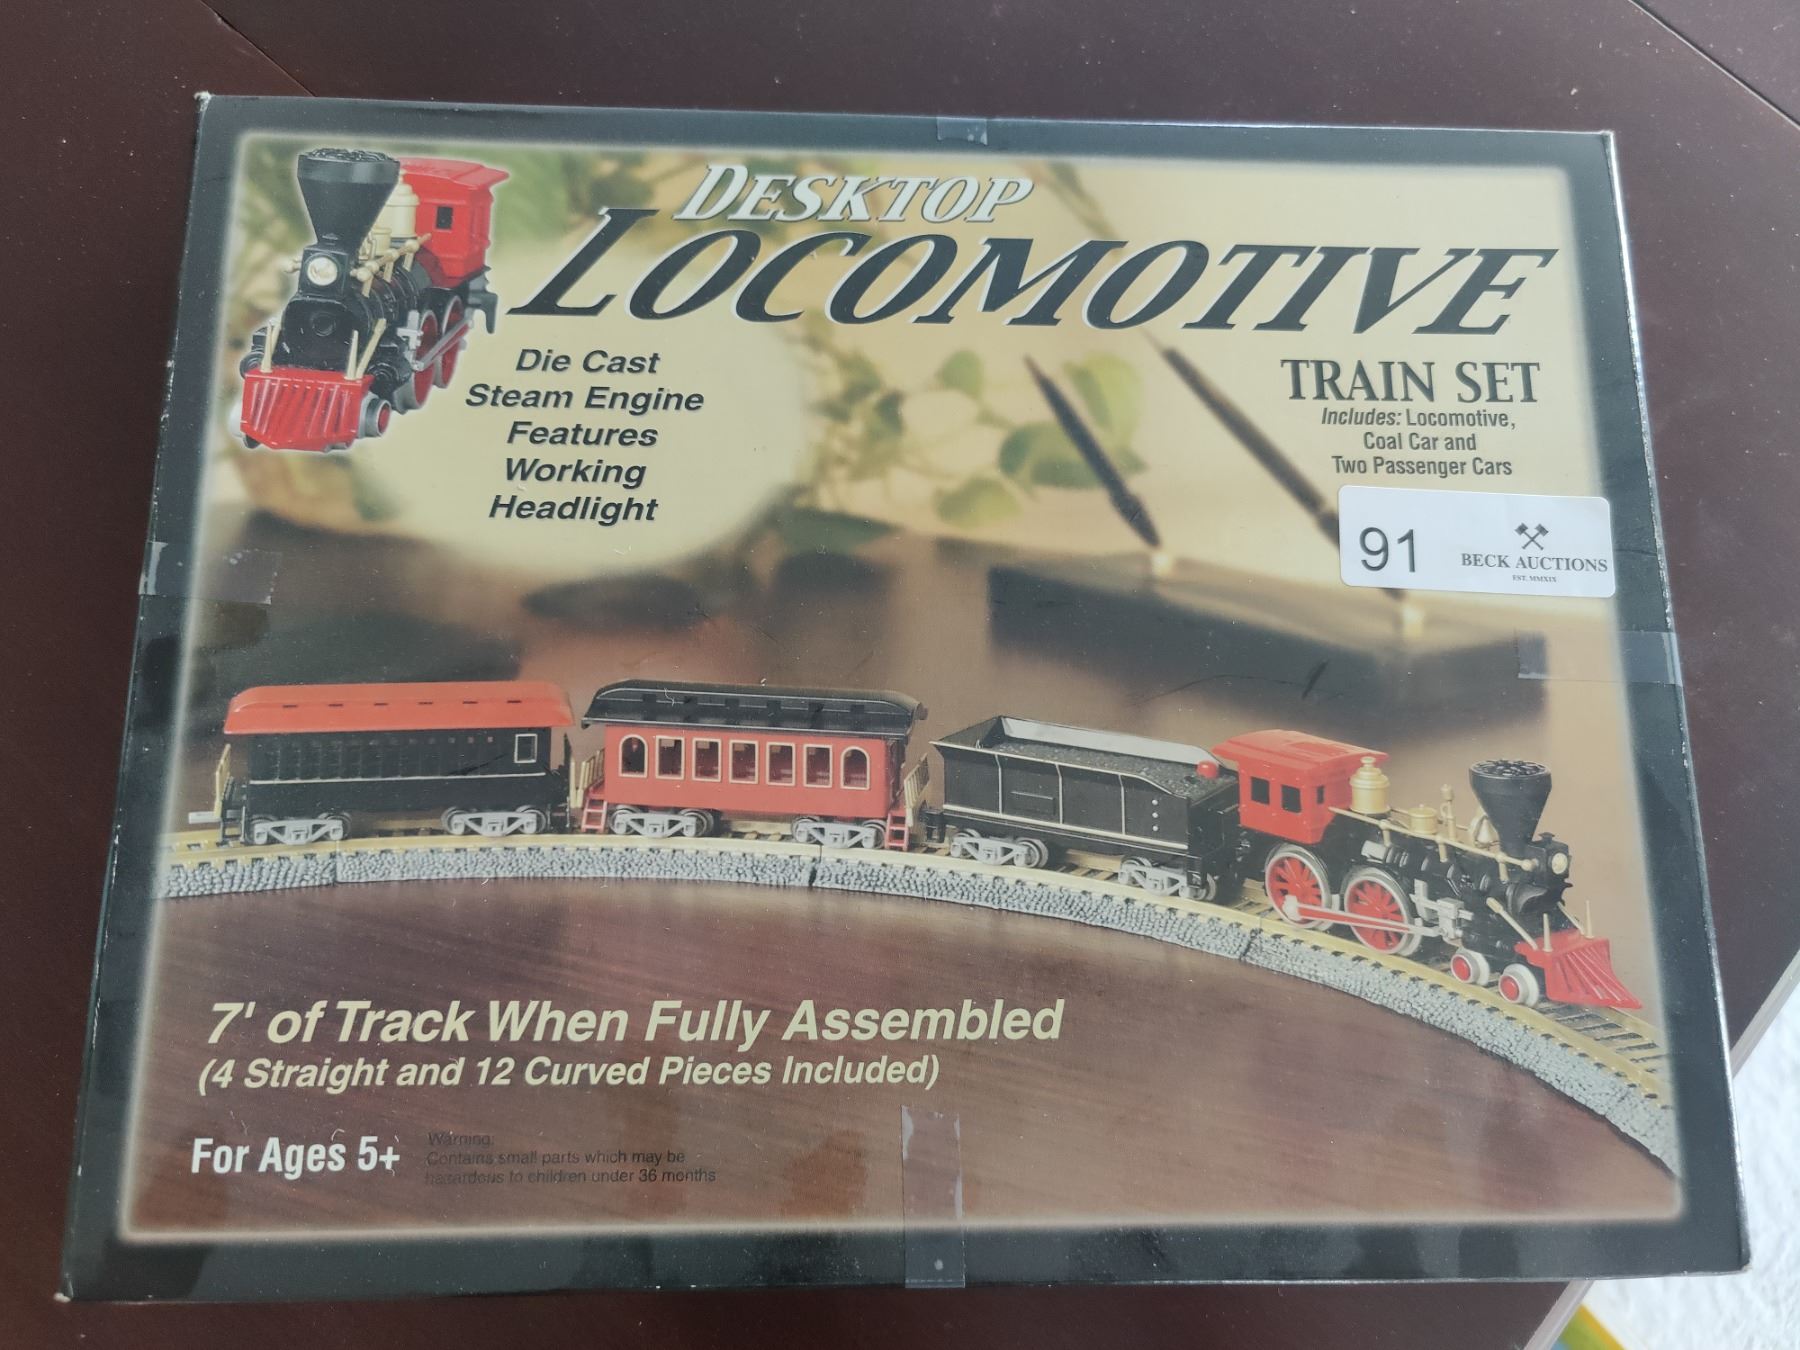 DESKTOP
LOCOMOTIVE
TRAIN SET
Includes: Locomotive,
Coal Car and
Two Passenger Cars
Die Cast
Steam Engine
Features
Working
Headlight
91
BECK AUCTIONS
EST. MMXIX
7' of Track When Fully Assembled
(4 Straight and 12 Curved Pieces Included)
For Ages 5+
Warning:
Contains small parts which may be
hazardous to children under 36 months